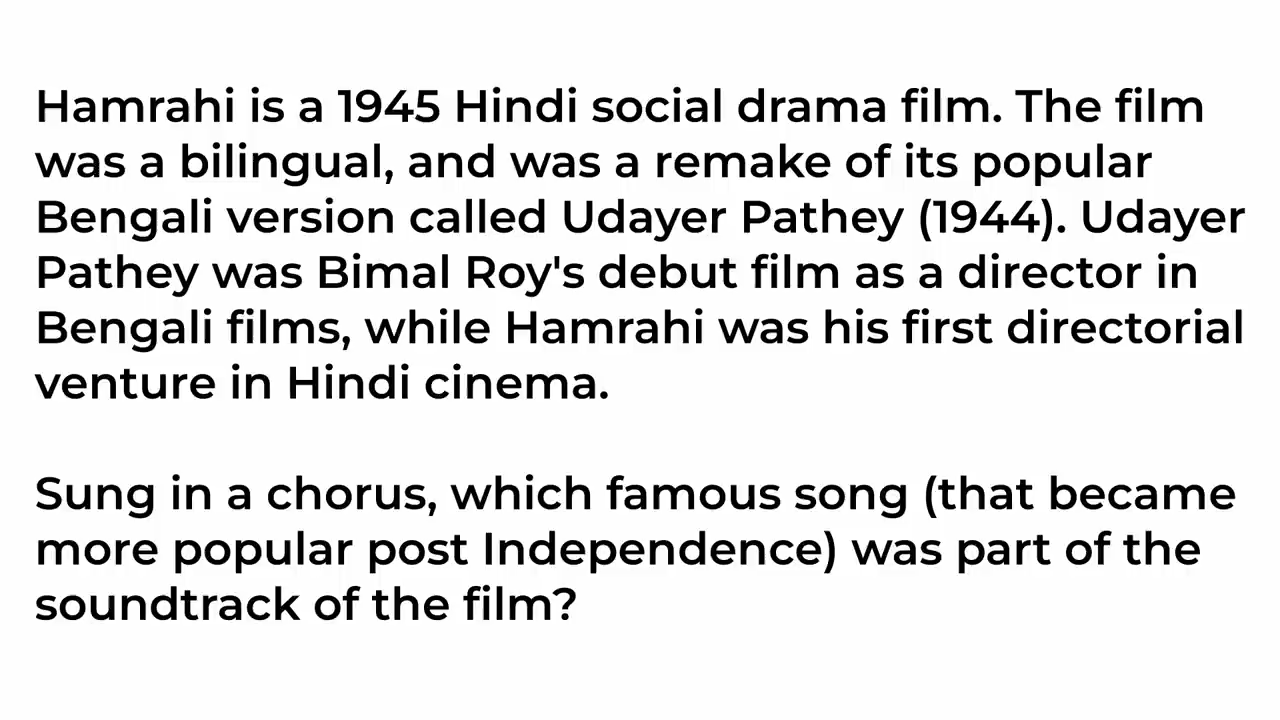 Hamrahi is a 1945 Hindi social drama film. The film
was a bilingual, and was a remake of its popular
Bengali version called Udayer Pathey (1944). Udayer
Pathey was Bimal Roy's debut film as a director in
Bengali films, while Hamrahi was his first directorial
venture in Hindi cinema.
Sung in a chorus, which famous song (that became
more popular post Independence) was part of the
soundtrack of the film?